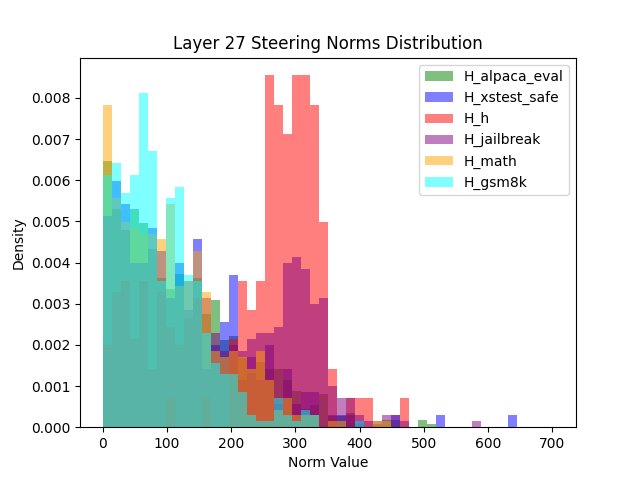 Layer 27 Steering Norms Distribution
H_alpaca_eval
H_xstest_safe
H_h
H_jailbreak
H_math
H_gsm8k
Density
0.008
0.007
0.006
0.005
0.004
0.003
0.002
0.001
0.000
0 100 200 300 400 500 600 700
Norm Value